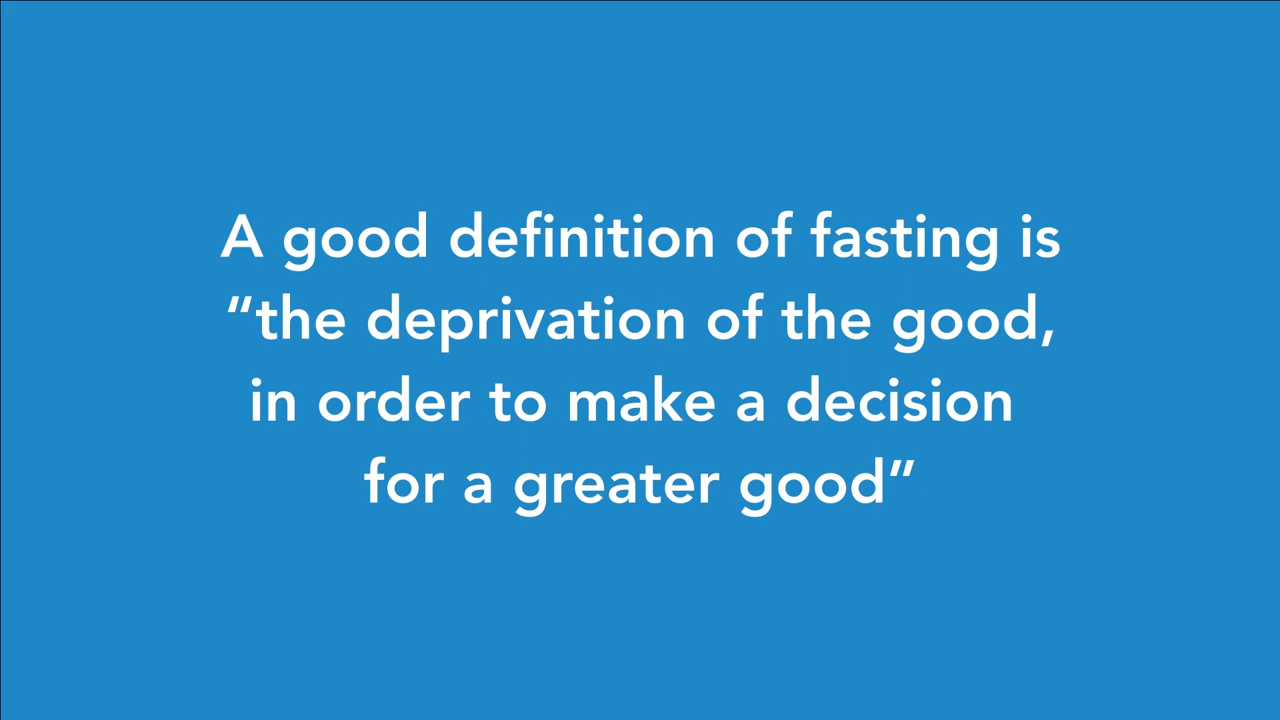 A good definition of fasting is
“the deprivation of the good,
in order to make a decision
for a greater good”